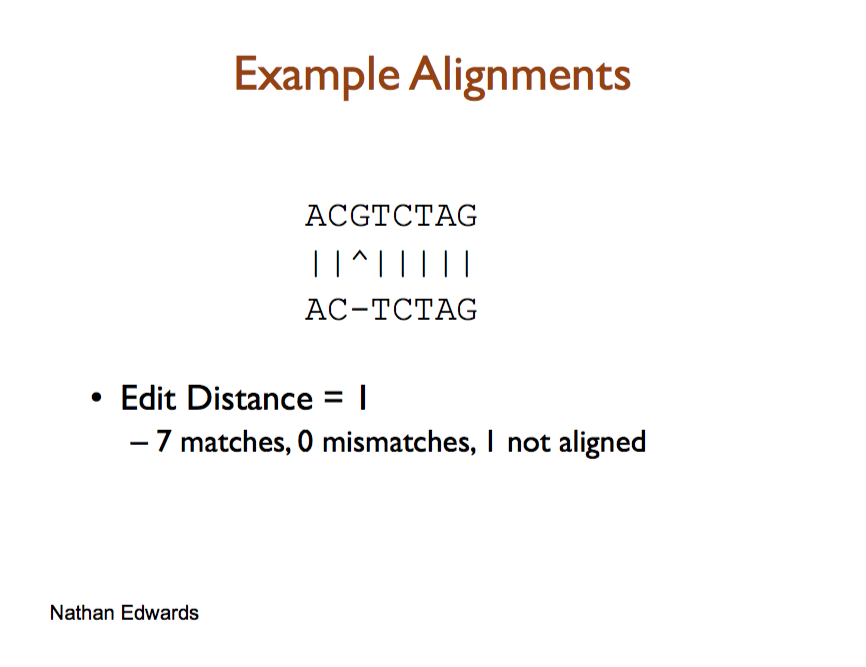 Example Alignments
ACGTCTAG
||^|||||
AC-TCTAG
• Edit Distance = 1
– 7 matches, 0 mismatches, 1 not aligned
Nathan Edwards